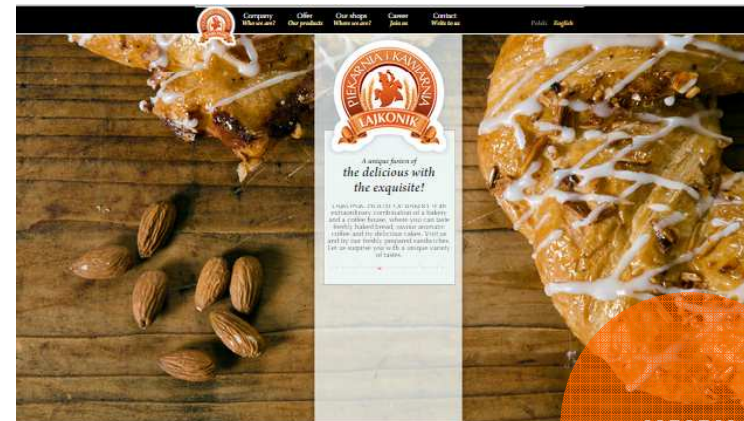 Company
Who we are?
Offer
Our products
Our shops
Where we are?
Career
Join us
Contact
Write to us
Polski English
PIEKARNIA I KAWIARNIA
LAJKONIK
A unique fusion of
the delicious with
the exquisite!
extraordinary combination of a bakery
and a coffee house, where you can taste
freshly baked bread, savour aromatic
coffee and try delicious cakes. Visit us
and try our freshly prepared sandwiches.
Let us surprise you with a unique variety
of tastes.